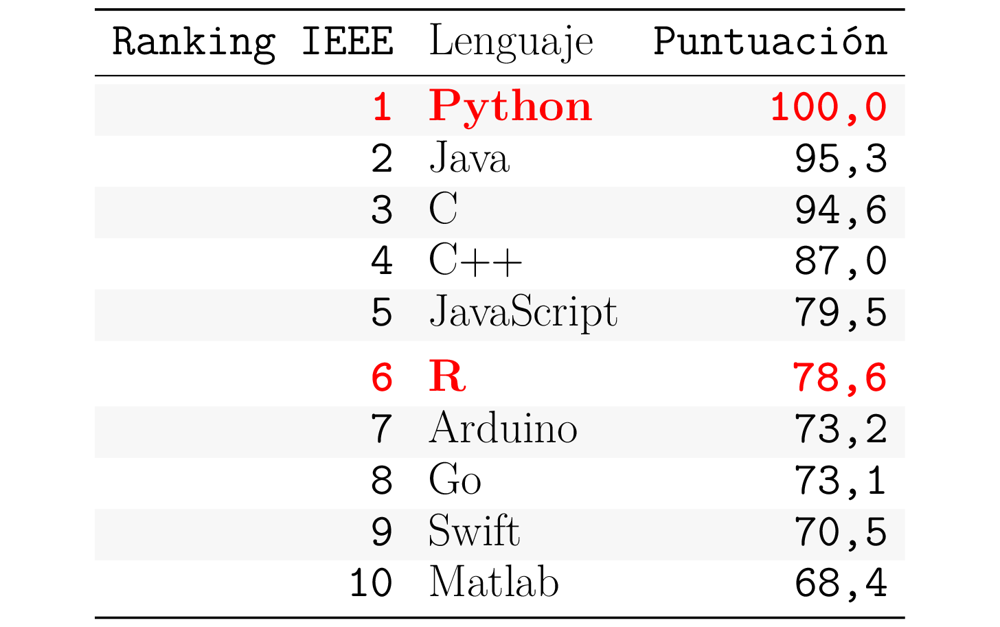 Ranking IEEE Lenguaje Puntuación
1 Python 100,0
2 Java 95,3
3 C 94,6
4 C++ 87,0
5 JavaScript 79,5
6 R 78,6
7 Arduino 73,2
8 Go 73,1
9 Swift 70,5
10 Matlab 68,4